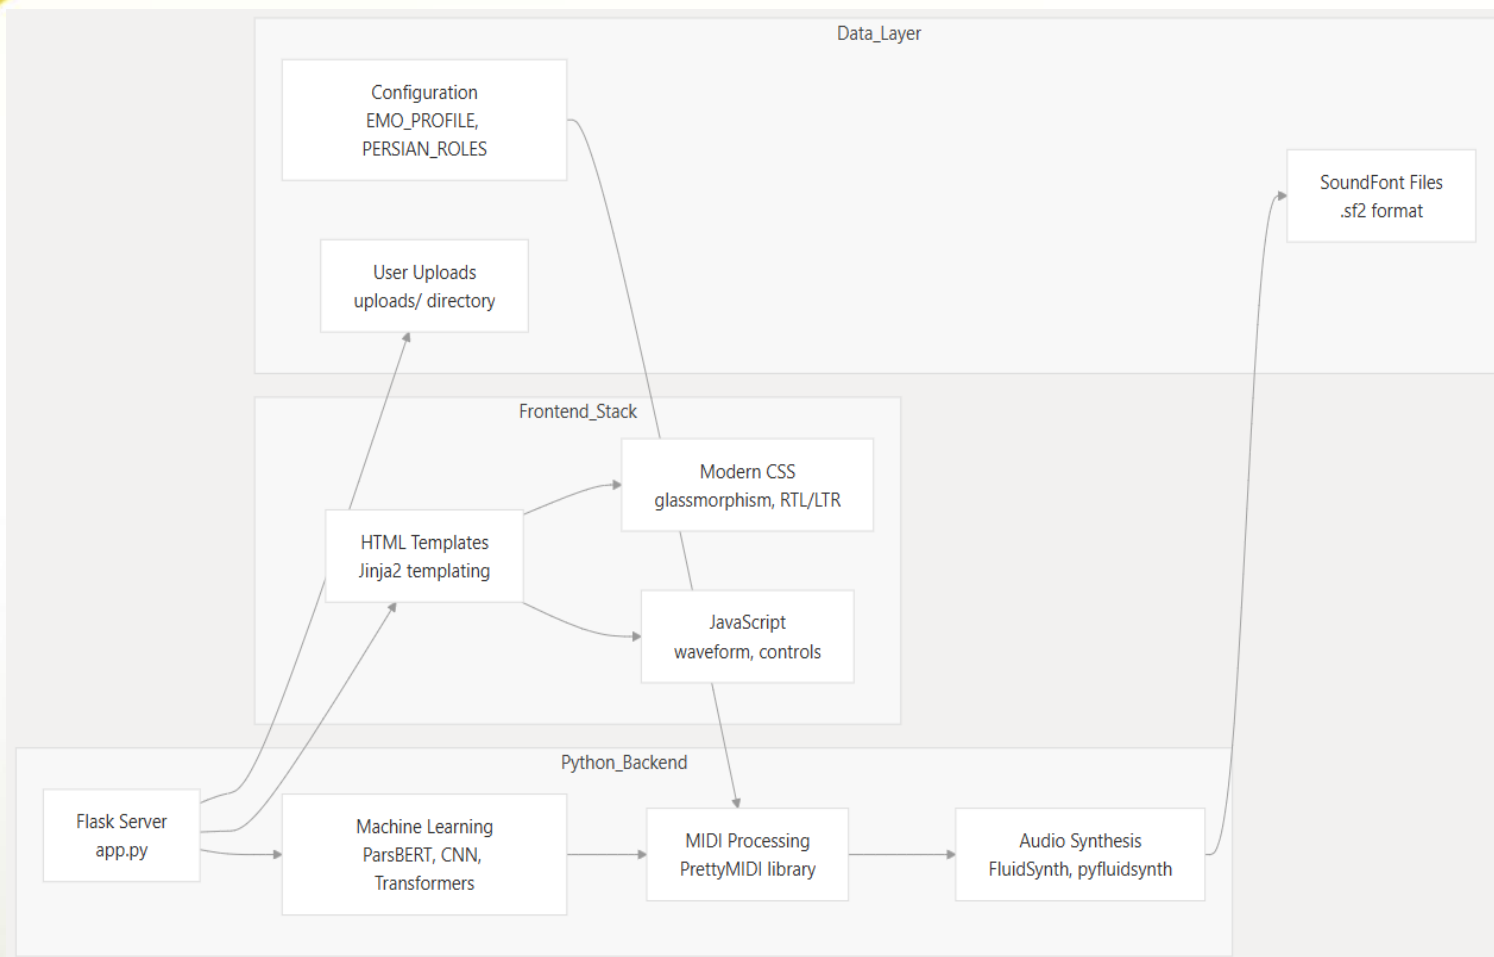 Data_Layer
Configuration
EMO_PROFILE,
PERSIAN_ROLES
SoundFont Files
.sf2 format
User Uploads
uploads/ directory
Frontend_Stack
Modern CSS
glassmorphism, RTL/LTR
HTML Templates
Jinja2 templating
JavaScript
waveform, controls
Python_Backend
Flask Server
app.py
Machine Learning
ParsBERT, CNN,
Transformers
MIDI Processing
PrettyMIDI library
Audio Synthesis
FluidSynth, pyfluidsynth